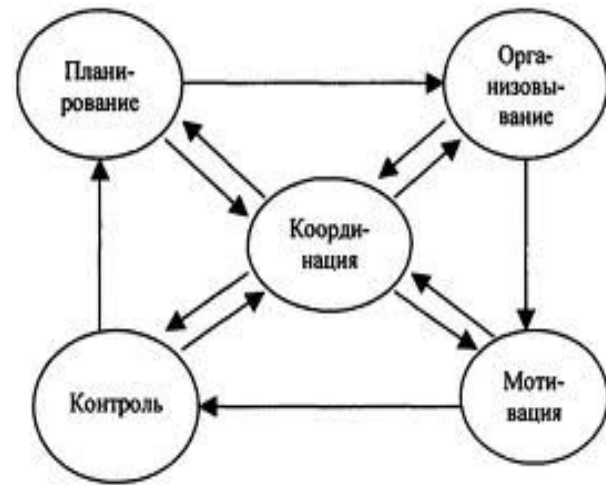 Плани-
рование
Орга-
низовы-
вание
Коорди-
нация
Контроль
Моти-
вация